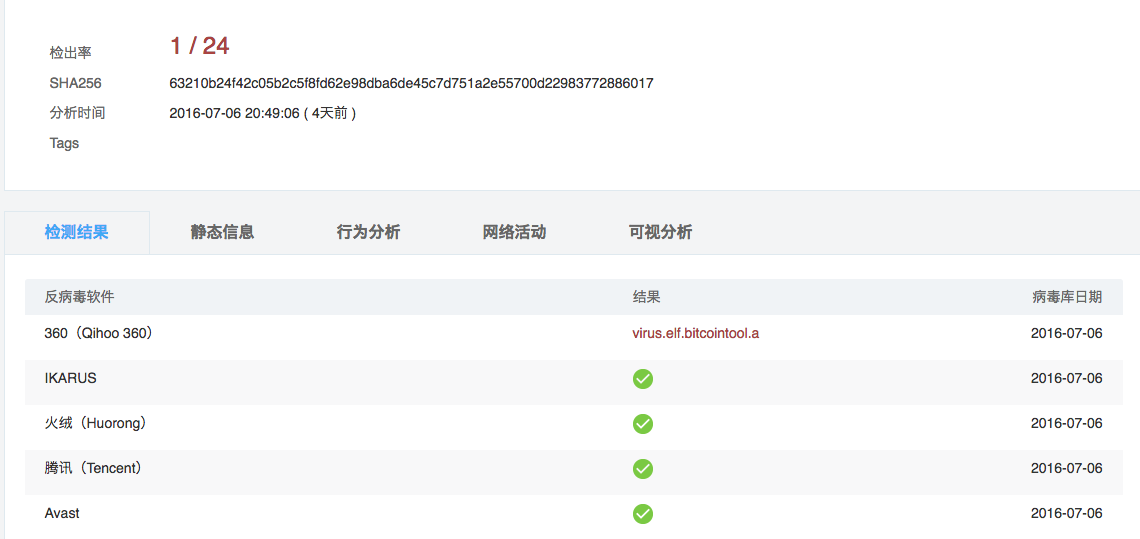 检出率 1 / 24
SHA256 63210b24f42c05b2c5f8fd62e98dba6de45c7d751a2e55700d22983772886017
分析时间 2016-07-06 20:49:06 ( 4天前 )
Tags
检测结果 静态信息 行为分析 网络活动 可视分析
反病毒软件 结果 病毒库日期
360（Qihoo 360） virus.elf.bitcointool.a 2016-07-06
IKARUS 2016-07-06
火绒（Huorong） 2016-07-06
腾讯（Tencent） 2016-07-06
Avast 2016-07-06